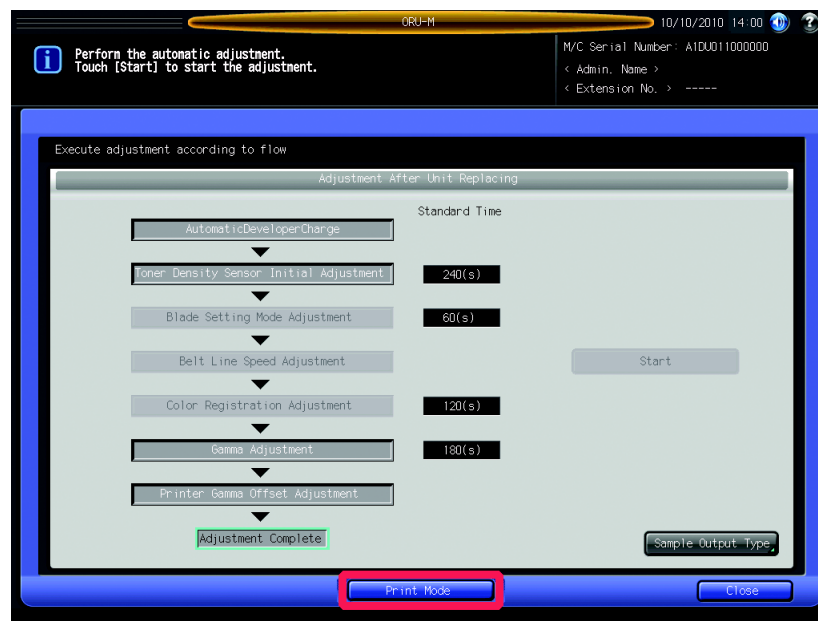 ORU-M
10/10/2010 14:00
Perform the automatic adjustment.
Touch [Start] to start the adjustment.
M/C Serial Number: A1DU011000000
< Admin. Name >
< Extension No. > -----
Execute adjustment according to flow
Adjustment After Unit Replacing
Standard Time
AutomaticDeveloperCharge
Toner Density Sensor Initial Adjustment 240(s)
Blade Setting Mode Adjustment 60(s)
Belt Line Speed Adjustment
Start
Color Registration Adjustment 120(s)
Gamma Adjustment 180(s)
Printer Gamma Offset Adjustment
Adjustment Complete
Sample Output Type
Print Mode
Close